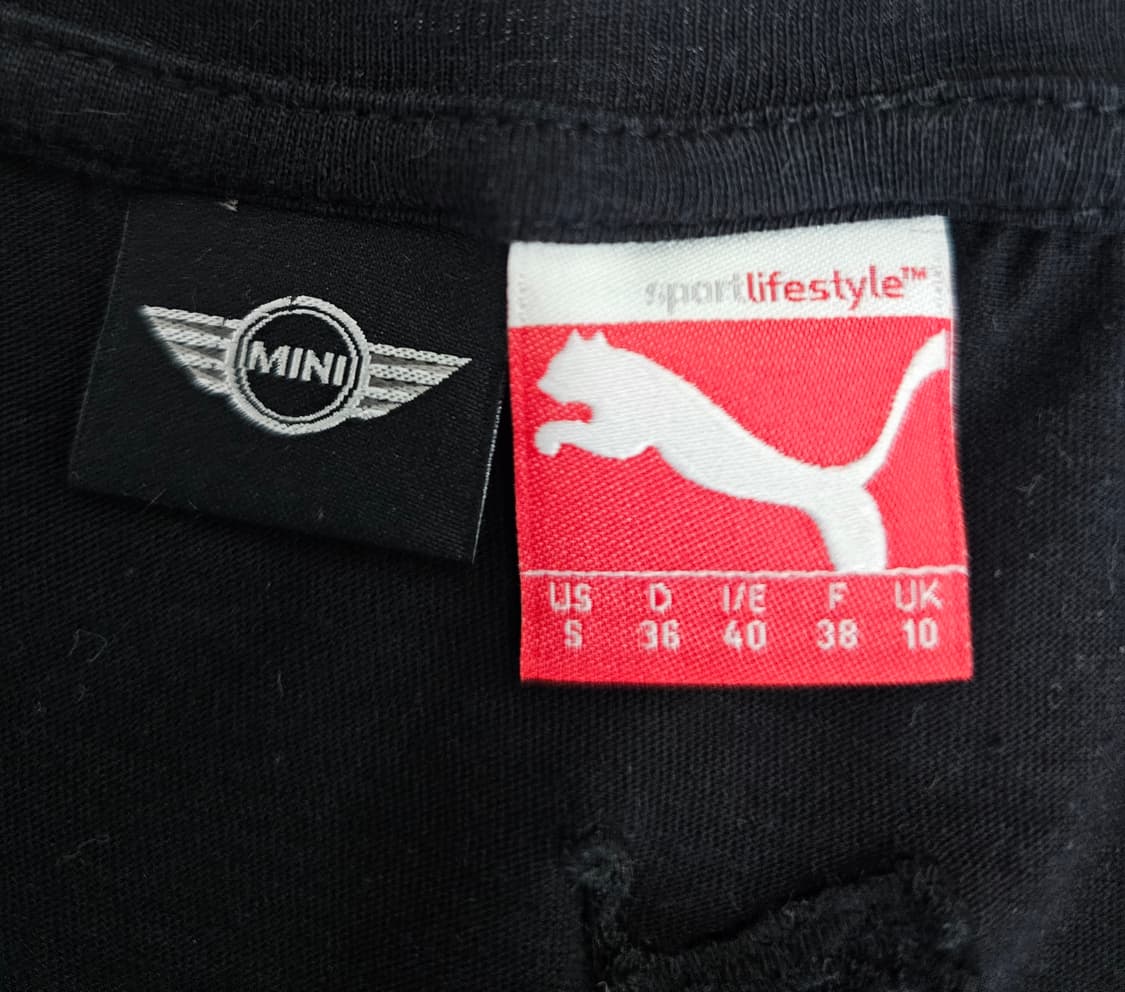 MINI
sportlifestyle™
US D I/E F UK
S 36 40 38 10